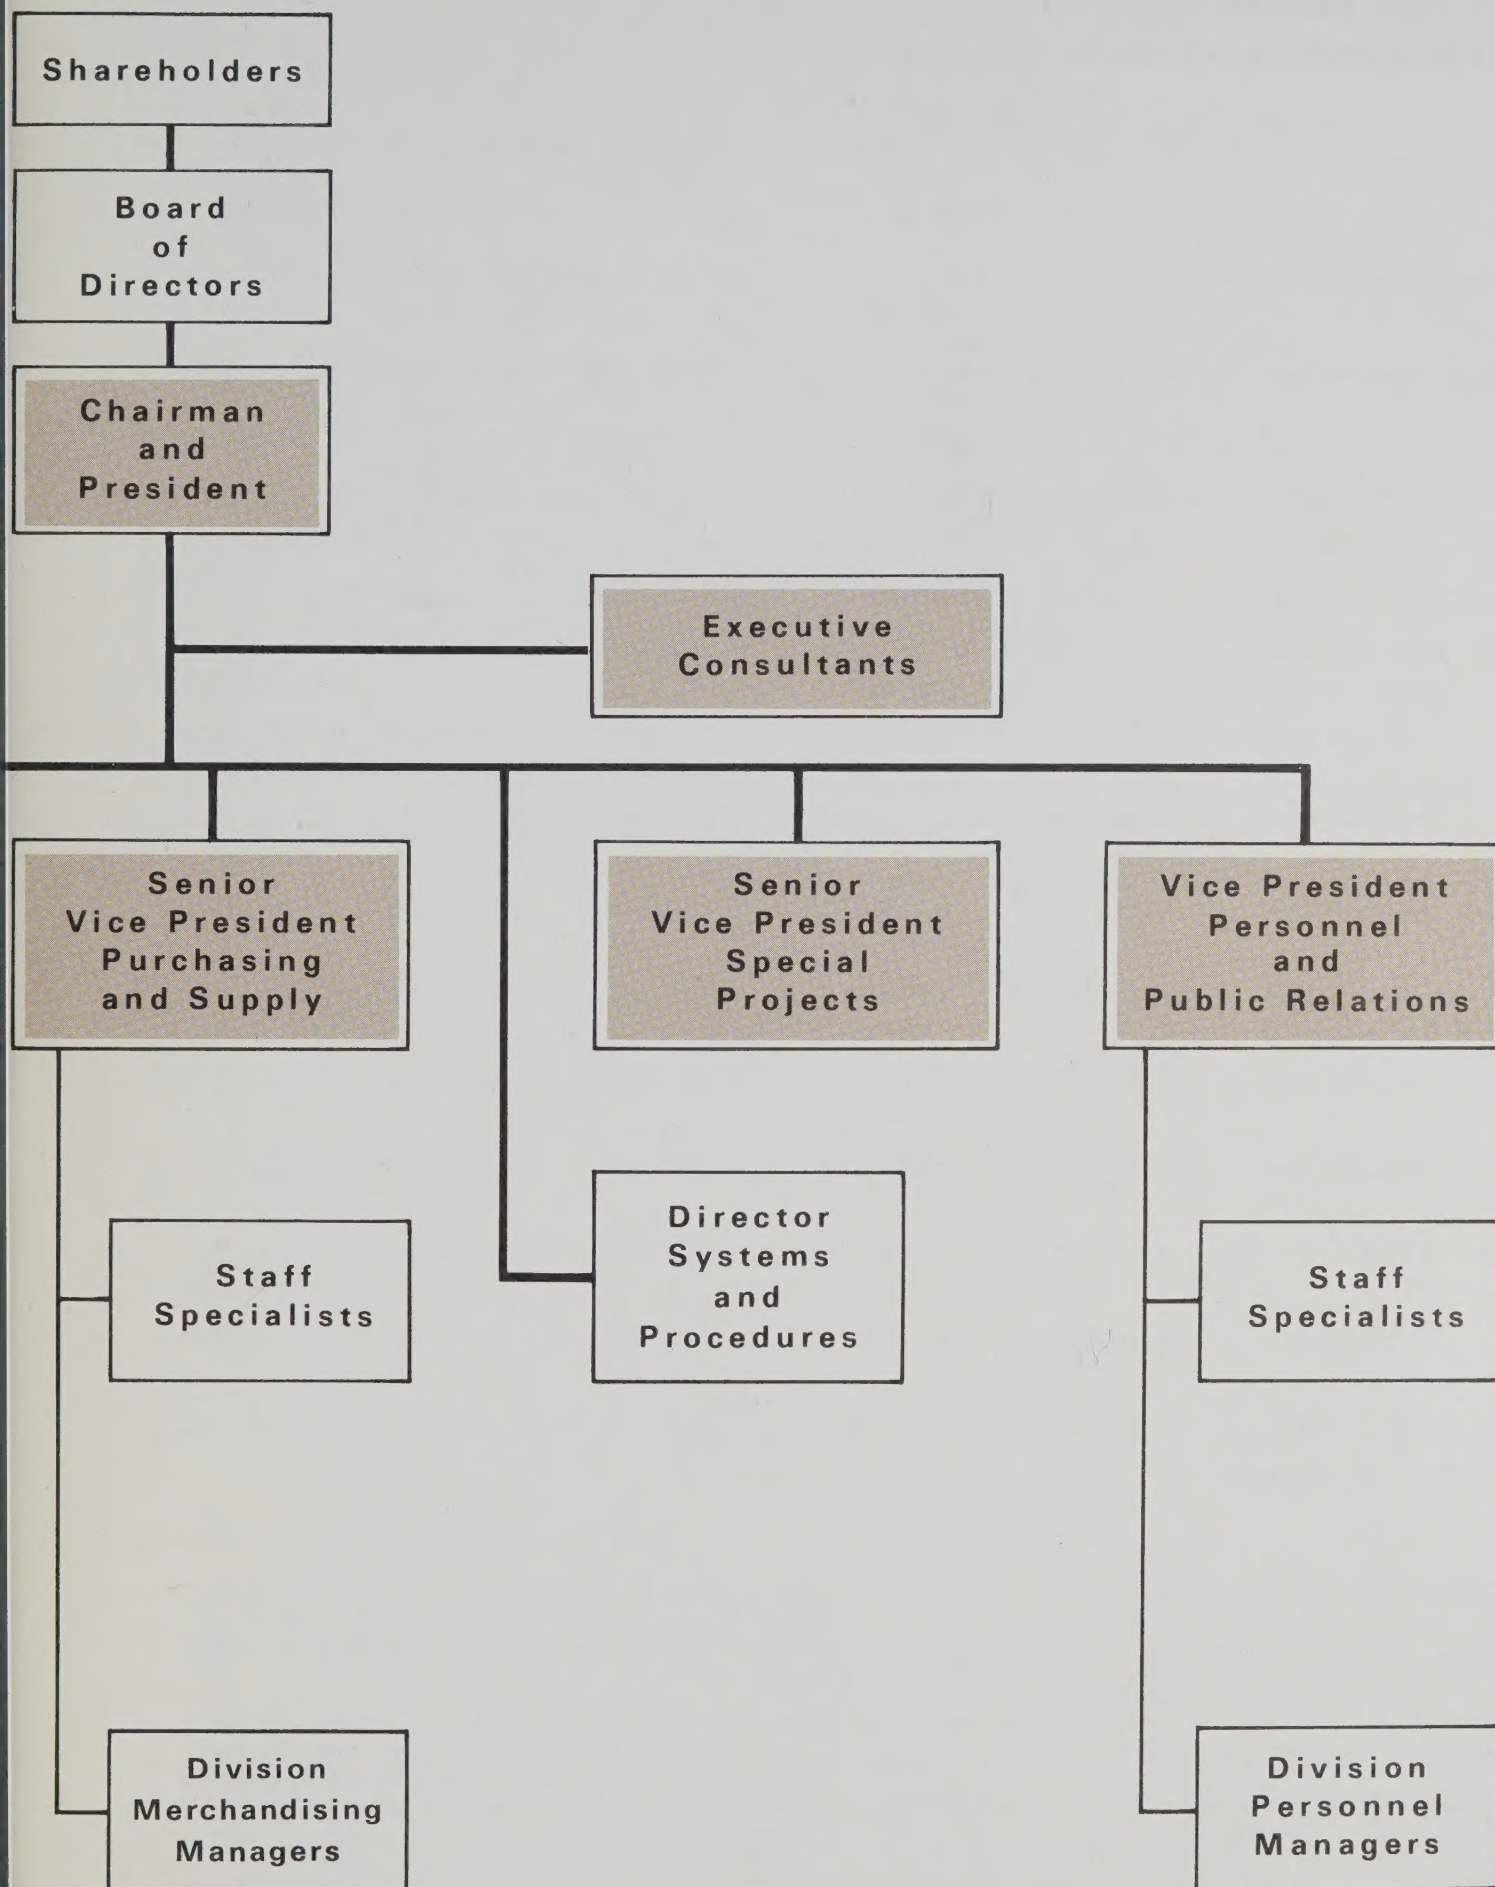 Shareholders
Board
of
Directors
Chairman
and
President
Executive
Consultants
Senior
Vice President
Purchasing
and Supply
Senior
Vice President
Special
Projects
Vice President
Personnel
and
Public Relations
Staff
Specialists
Director
Systems
and
Procedures
Staff
Specialists
Division
Merchandising
Managers
Division
Personnel
Managers